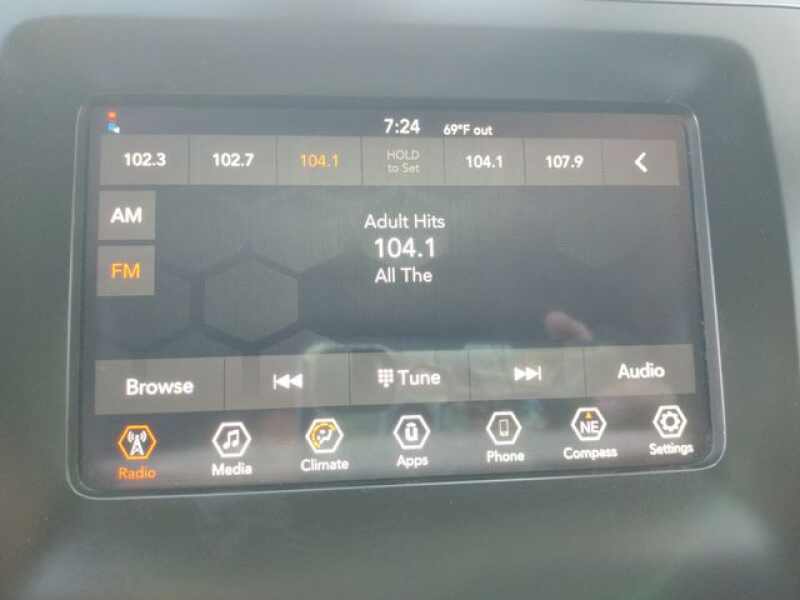 7:24 69°F out
102.3 102.7 104.1 HOLD to Set 104.1 107.9
AM
Adult Hits
104.1
FM
All The
Browse Tune Audio
Radio Media Climate Apps Phone NE Compass Settings